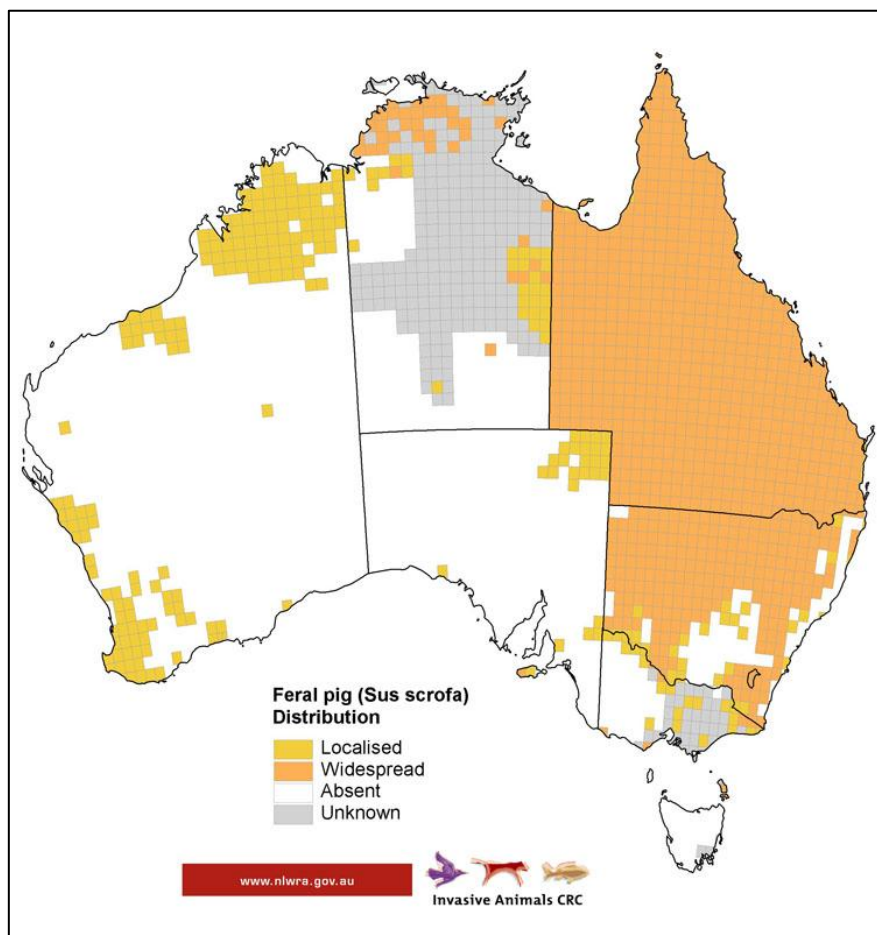 Feral pig (Sus scrofa)
Distribution
Localised
Widespread
Absent
Unknown
www.nlwra.gov.au
Invasive Animals CRC